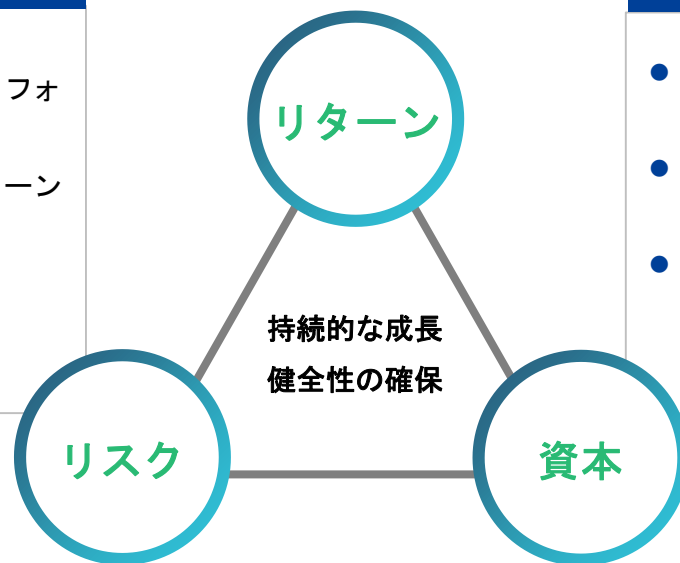 フォ
ーン
リターン
持続的な成長
健全性の確保
リスク
資本